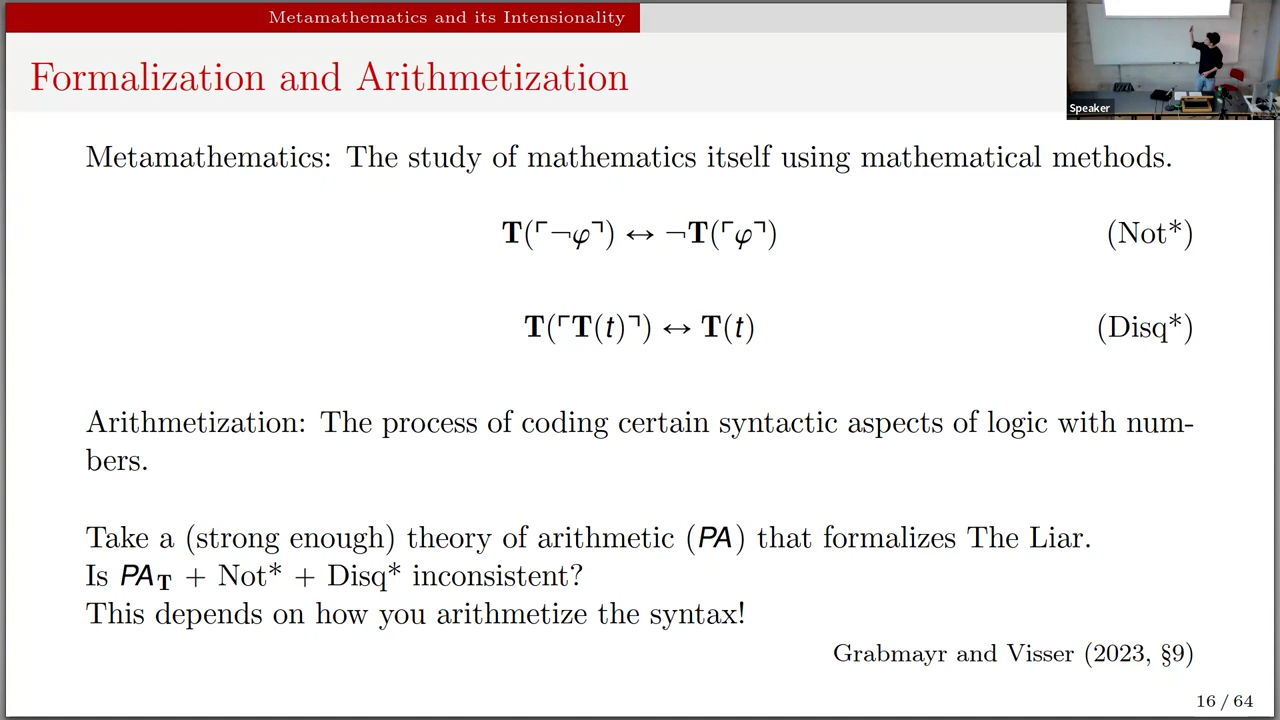 Metamathematics and its Intensionality
Formalization and Arithmetization
Speaker
Metamathematics: The study of mathematics itself using mathematical methods.
T(⌜¬φ⌝) ↔ ¬T(⌜φ⌝) (Not*)
T(⌜T(t)⌝) ↔ T(t) (Disq*)
Arithmetization: The process of coding certain syntactic aspects of logic with num-
bers.
Take a (strong enough) theory of arithmetic (PA) that formalizes The Liar.
Is PA_T + Not* + Disq* inconsistent?
This depends on how you arithmetize the syntax!
Grabmayr and Visser (2023, §9)
16 / 64